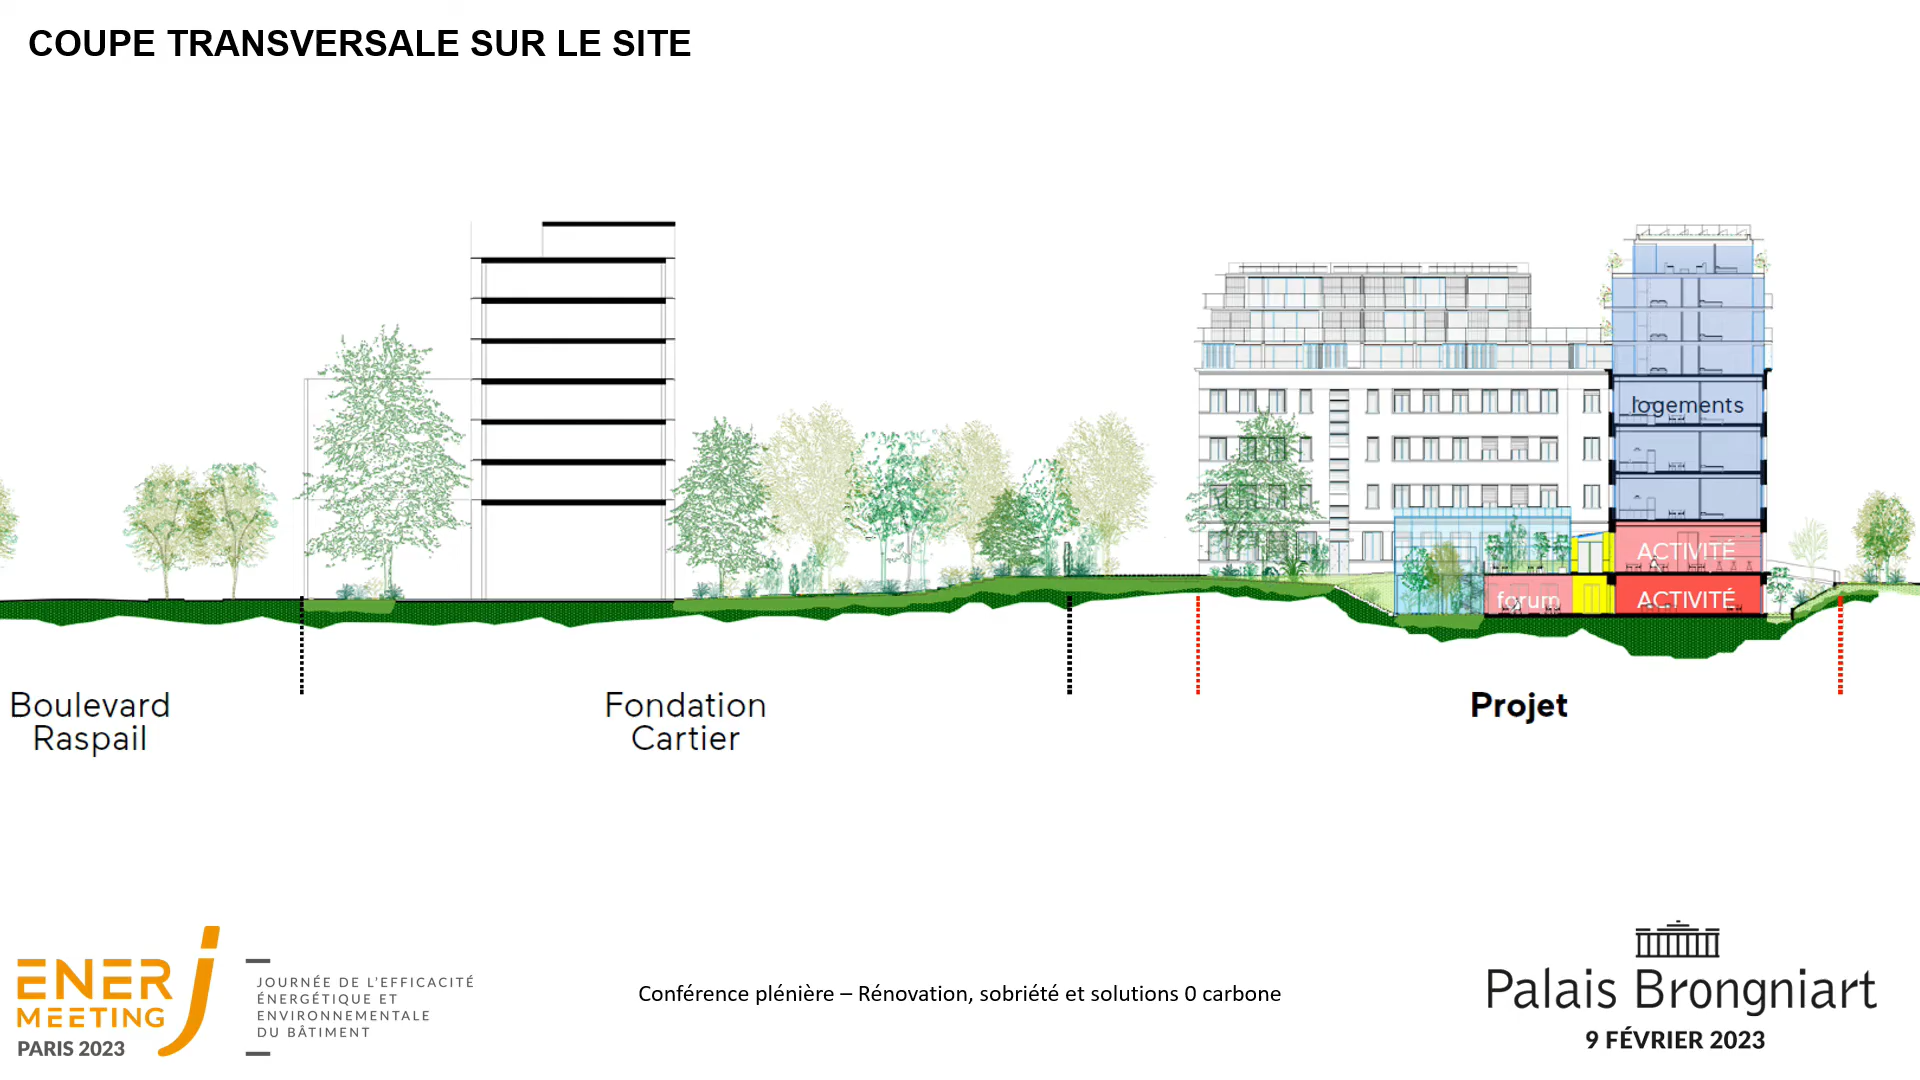 COUPE TRANSVERSALE SUR LE SITE
logements
ACTIVITÉ
forum
ACTIVITÉ
Boulevard
Raspail
Fondation
Cartier
Projet
ENERJ
MEETING
PARIS 2023
JOURNÉE DE L'EFFICACITÉ
ÉNERGÉTIQUE ET
ENVIRONNEMENTALE
DU BÂTIMENT
Conférence plénière – Rénovation, sobriété et solutions 0 carbone
Palais Brongniart
9 FÉVRIER 2023